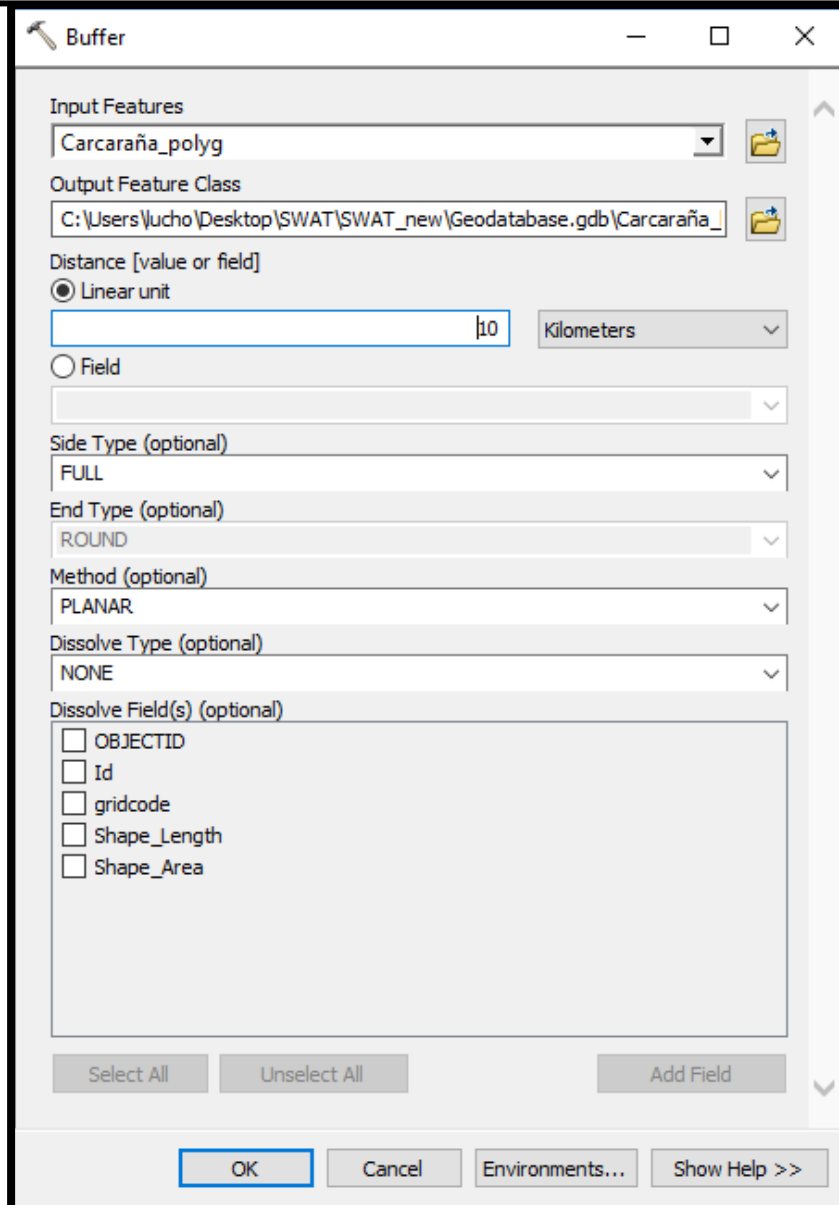 Buffer
Input Features
Carcaraña_polyg
Output Feature Class
C:\Users\lucho\Desktop\SWAT\SWAT_new\Geodatabase.gdb\Carcaraña_
Distance [value or field]
Linear unit
10 Kilometers
Field
Side Type (optional)
FULL
End Type (optional)
ROUND
Method (optional)
PLANAR
Dissolve Type (optional)
NONE
Dissolve Field(s) (optional)
OBJECTID
Id
gridcode
Shape_Length
Shape_Area
Select All Unselect All Add Field
OK Cancel Environments... Show Help >>